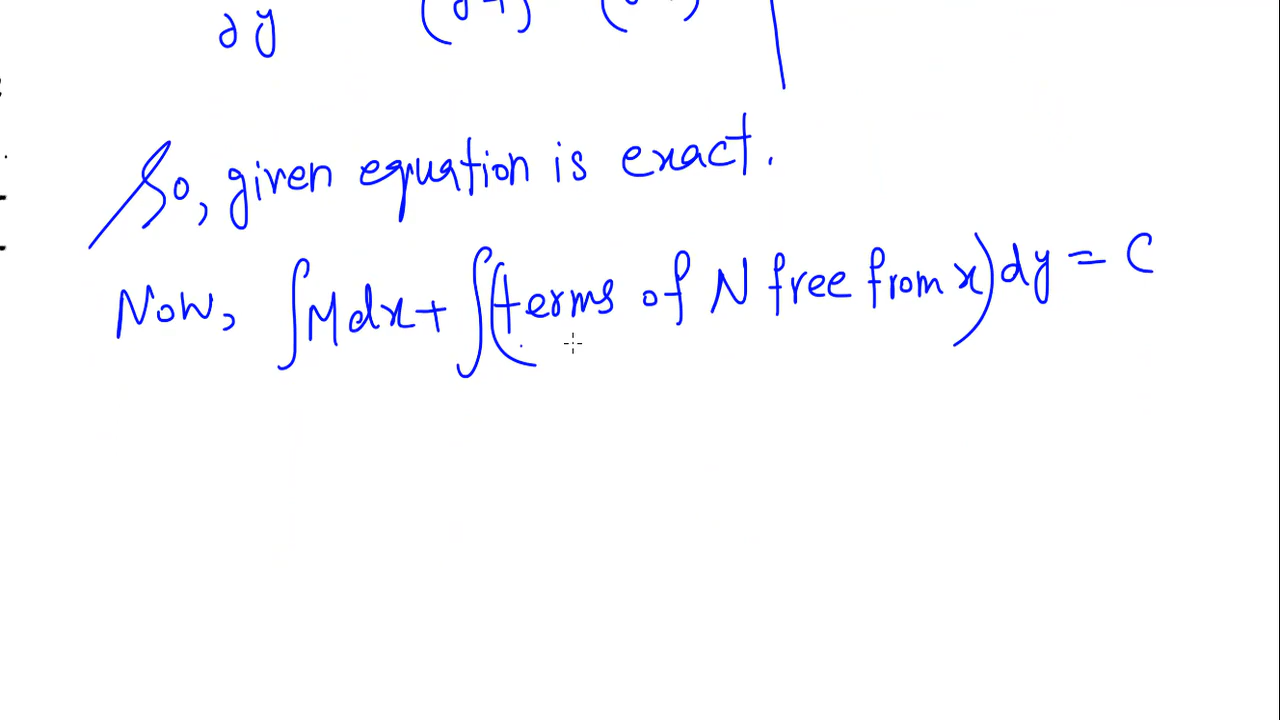 ∂y
So, given equation is exact.
Now, ∫Mdx + ∫(terms of N free from x)dy = C